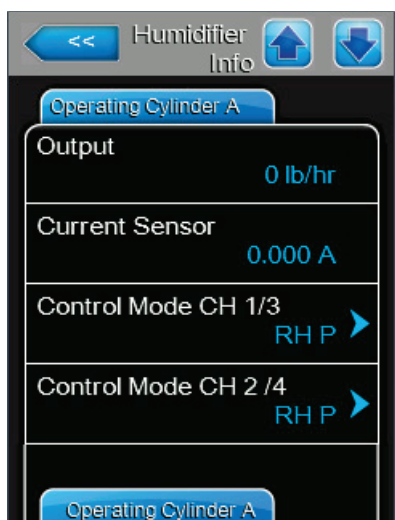 << Humidifier
Info
Operating Cylinder A
Output
0 lb/hr
Current Sensor
0.000 A
Control Mode CH 1/3
RH P
Control Mode CH 2 /4
RH P
Operating Cylinder A